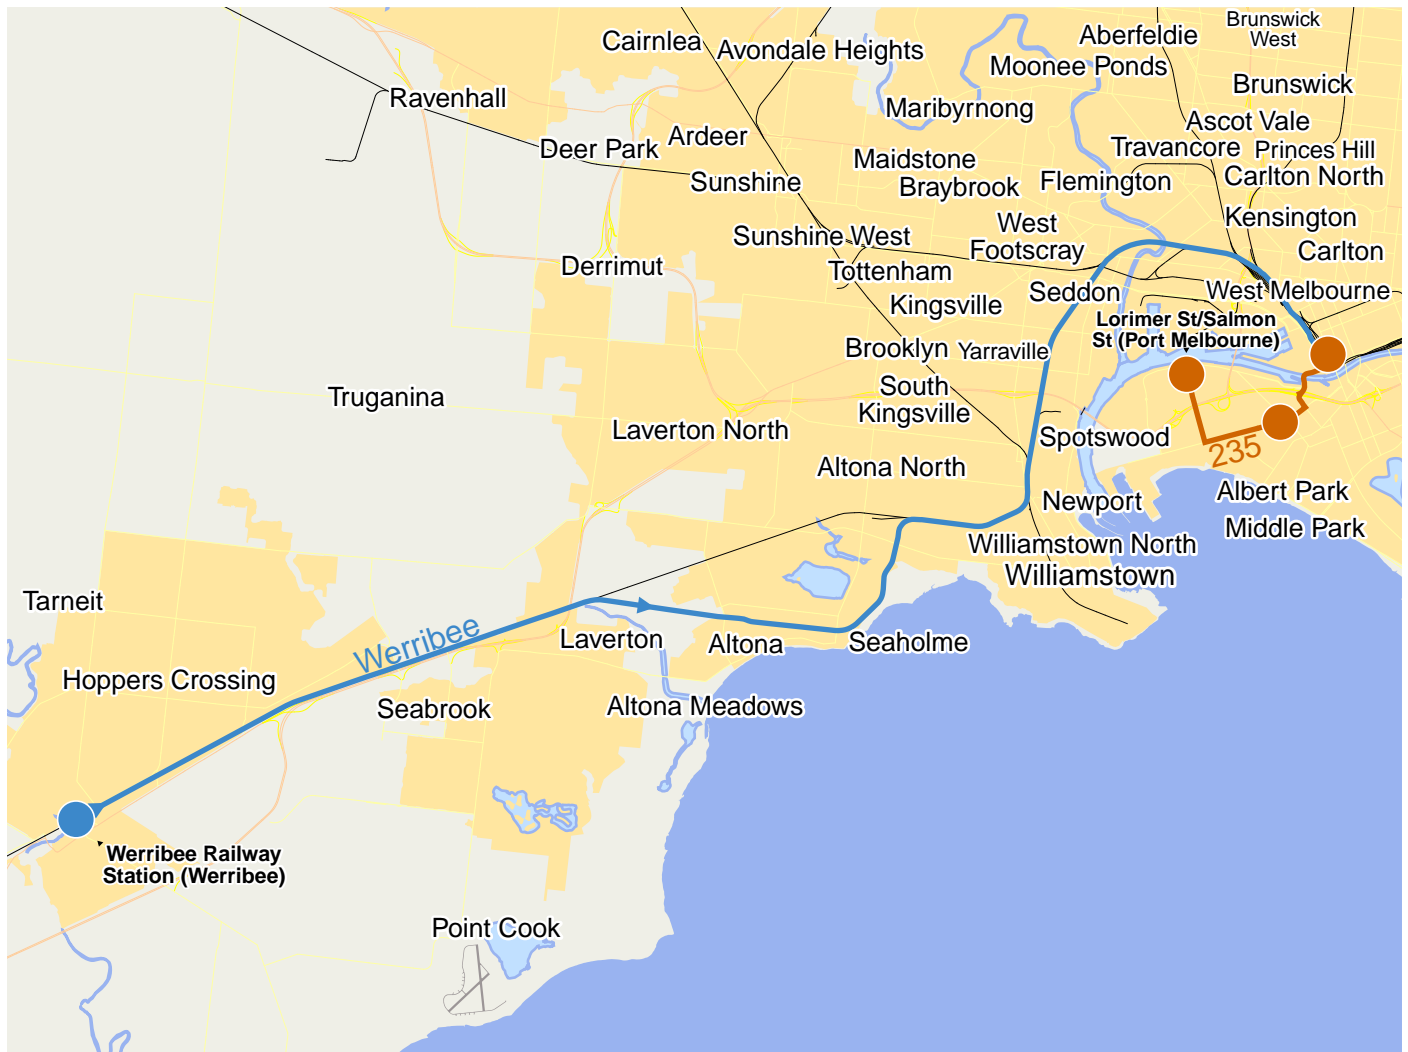 Brunswick
West
Aberfeldie
Cairnlea
Avondale Heights
Moonee Ponds
Brunswick
Ravenhall
Maribyrnong
Ascot Vale
Ardeer
Deer Park
Travancore
Princes Hill
Maidstone
Carlton North
Sunshine
Braybrook
Flemington
Kensington
West
Footscray
Sunshine West
Carlton
Derrimut
Tottenham
Seddon
West Melbourne
Kingsville
Lorimer St/Salmon
St (Port Melbourne)
Brooklyn
Yarraville
South
Kingsville
Truganina
Laverton North
Spotswood
235
Altona North
Albert Park
Newport
Middle Park
Williamstown North
Williamstown
Tarneit
Werribee
Laverton
Altona
Seaholme
Hoppers Crossing
Seabrook
Altona Meadows
Werribee Railway
Station (Werribee)
Point Cook